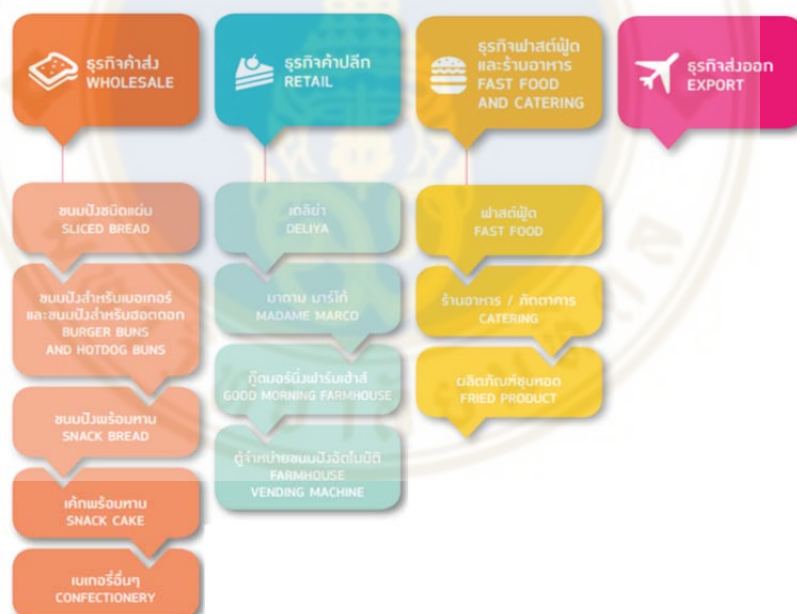 ธุรกิจค้าส่ง
WHOLESALE
ขนมปังชนิดแผ่น
SLICED BREAD
ขนมปังสำหรับเบอเกอร์
และขนมปังสำหรับฮอตดอก
BURGER BUNS
AND HOTDOG BUNS
ขนมปังพร้อมทาน
SNACK BREAD
เค้กพร้อมทาน
SNACK CAKE
เบเกอรี่อื่นๆ
CONFECTIONERY
ธุรกิจค้าปลีก
RETAIL
เดลิย่า
DELIYA
มาดาม มาร์โก้
MADAME MARCO
กู๊ดมอร์นิ่งฟาร์มเฮ้าส์
GOOD MORNING FARMHOUSE
ตู้จำหน่ายขนมปังอัตโนมัติ
FARMHOUSE
VENDING MACHINE
ธุรกิจฟาสต์ฟู้ด
และร้านอาหาร
FAST FOOD
AND CATERING
ฟาสต์ฟู้ด
FAST FOOD
ร้านอาหาร / ภัตตาคาร
CATERING
ผลิตภัณฑ์ชุบทอด
FRIED PRODUCT
ธุรกิจส่งออก
EXPORT